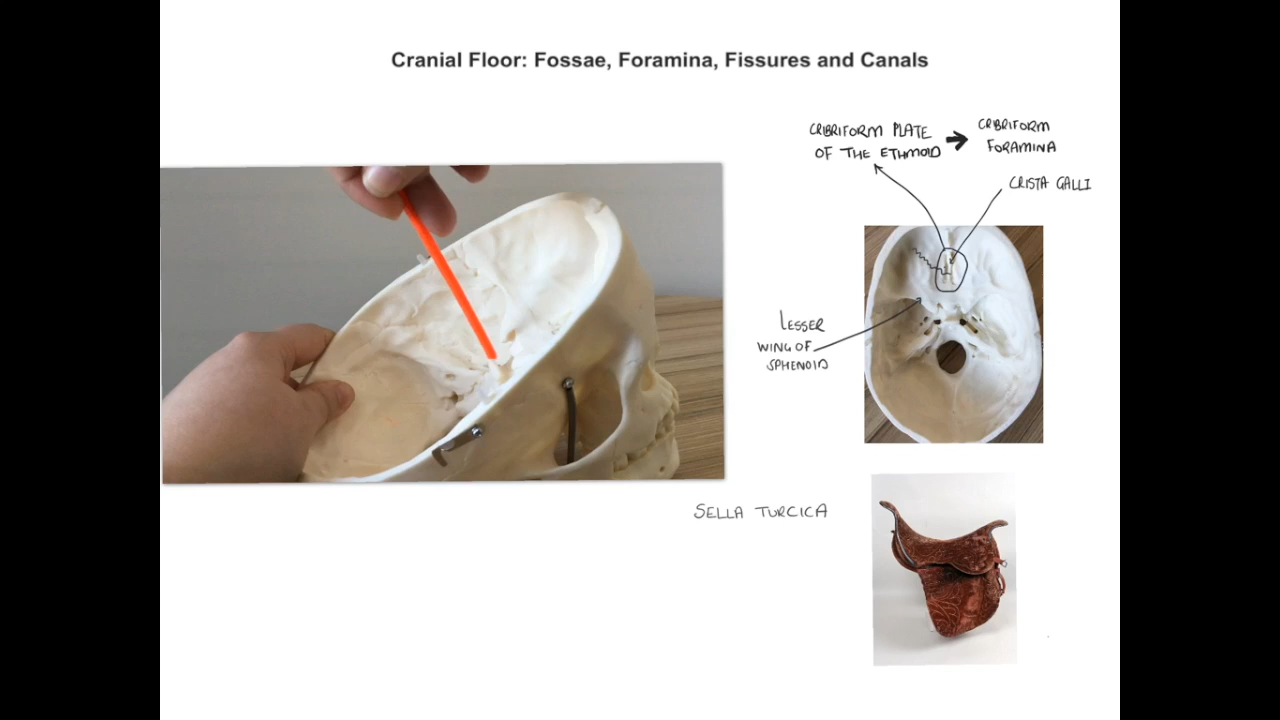 Cranial Floor: Fossae, Foramina, Fissures and Canals
CRIBRIFORM PLATE
OF THE ETHMOID
CRIBRIFORM
FORAMINA
CRISTA GALLI
LESSER
WING OF
SPHENOID
SELLA TURCICA